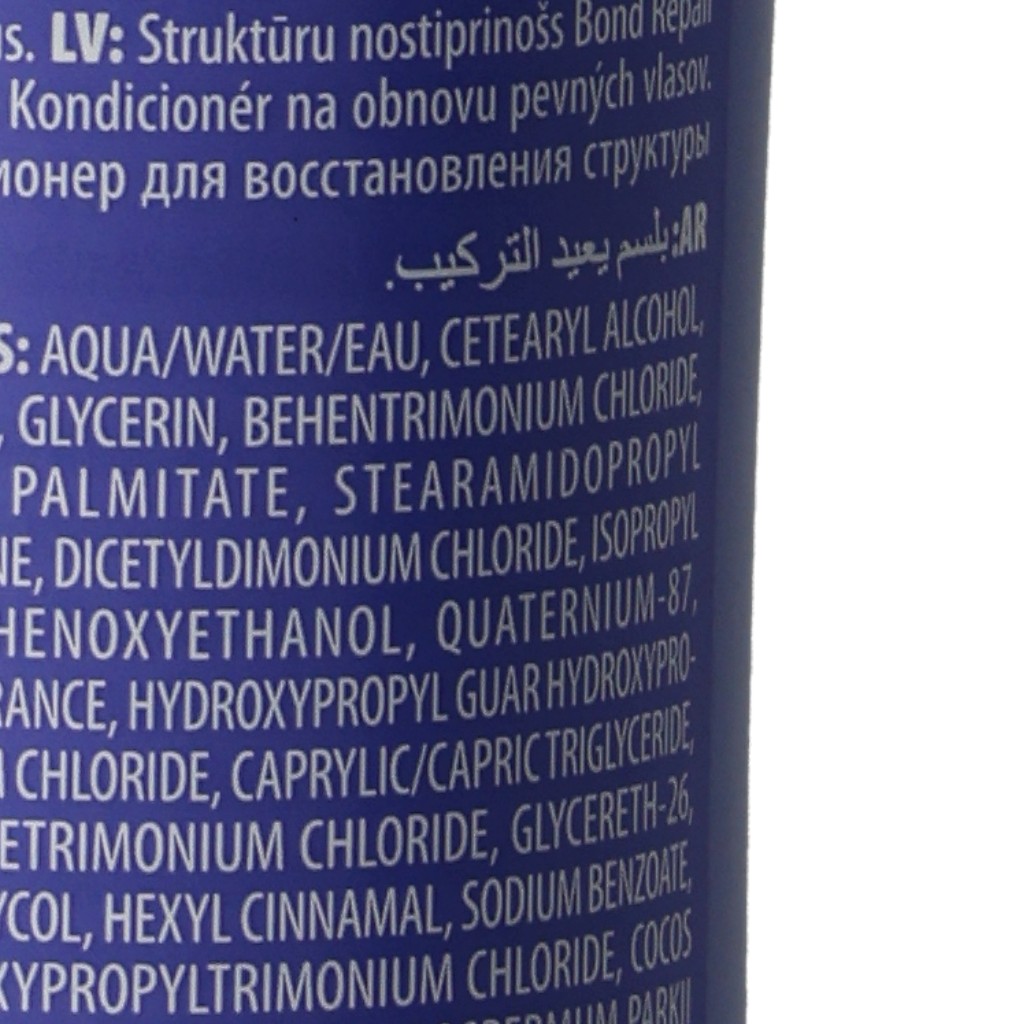 LV: Struktūru nostiprinošs Bond Repair
Kondicionér na obnovu pevných vlasov.
для восстановления структуры
AR: بلسم يعيد التركيب.
AQUA/WATER/EAU, CETEARYL ALCOHOL,
, GLYCERIN, BEHENTRIMONIUM CHLORIDE,
PALMITATE, STEARAMIDOPROPYL
NE, DICETYLDIMONIUM CHLORIDE, ISOPROPYL
HENOXYETHANOL, QUATERNIUM-87,
RANCE, HYDROXYPROPYL GUAR HYDROXYPRO-
CHLORIDE, CAPRYLIC/CAPRIC TRIGLYCERIDE,
ETRIMONIUM CHLORIDE, GLYCERETH-26,
YCOL, HEXYL CINNAMAL, SODIUM BENZOATE,
XYPROPYLTRIMONIUM CHLORIDE, COCOS
PARKII